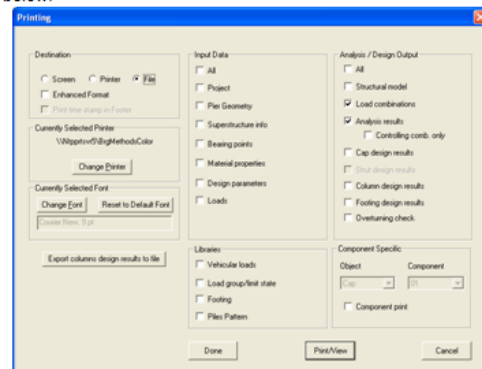 Printing
Destination
Screen
Printer
File
Enhanced Format
Print time stamp in Footer
Currently Selected Printer
Change Printer
Currently Selected Font
Change Font
Reset to Default Font
Courier New, 9 pt
Export columns design results to file
Input Data
All
Project
Pier Geometry
Superstructure info
Bearing points
Material properties
Design parameters
Loads
Libraries
Vehicular loads
Load group/limit state
Footing
Piles Pattern
Analysis / Design Output
All
Structural model
Load combinations
Analysis results
Controlling comb. only
Cap design results
Strut design results
Column design results
Footing design results
Overturning check
Component Specific
Object
Component
Cap
01
Component print
Done
Print/View
Cancel